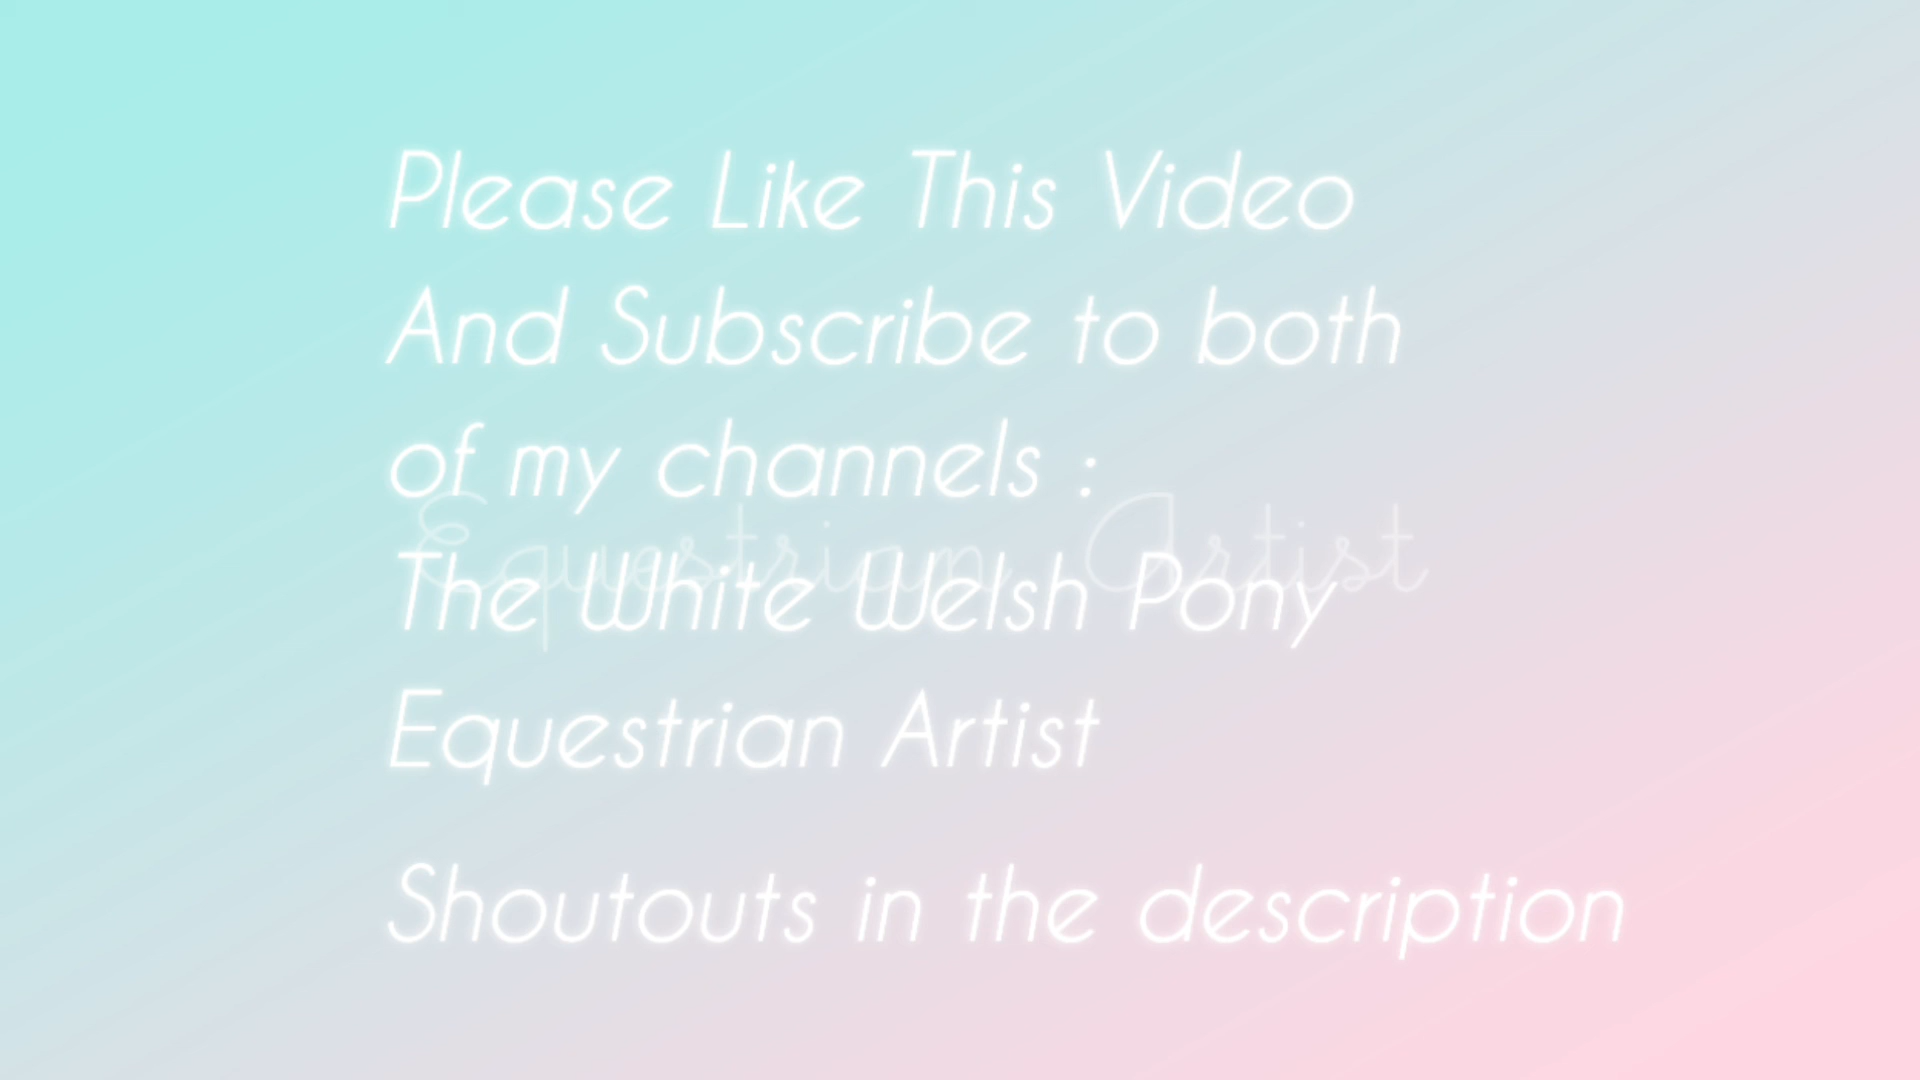 Please Like This Video
And Subscribe to both
of my channels :
Equestrian Artist
The White Welsh Pony
Equestrian Artist
Shoutouts in the description